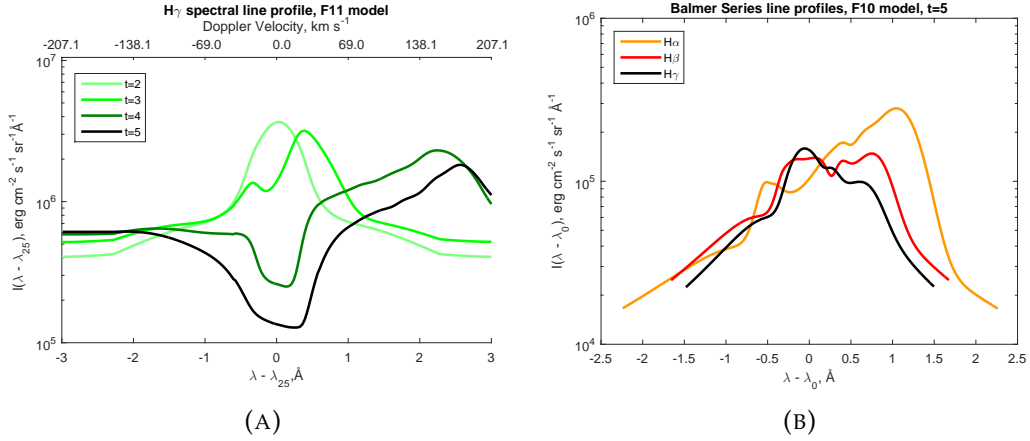 Hγ spectral line profile, F11 model
Doppler Velocity, km s⁻¹
-207.1 -138.1 -69.0 0.0 69.0 138.1 207.1
I(λ - λ₂₅), erg cm⁻² s⁻¹ sr⁻¹ Å⁻¹
10⁷
10⁶
10⁵
t=2
t=3
t=4
t=5
-3 -2 -1 0 1 2 3
λ - λ₂₅,Å
(A)
Balmer Series line profiles, F10 model, t=5
I(λ - λ₀), erg cm⁻² s⁻¹ sr⁻¹ Å⁻¹
10⁶
10⁵
10⁴
Hα
Hβ
Hγ
-2.5 -2 -1.5 -1 -0.5 0 0.5 1 1.5 2 2.5
λ - λ₀, Å
(B)